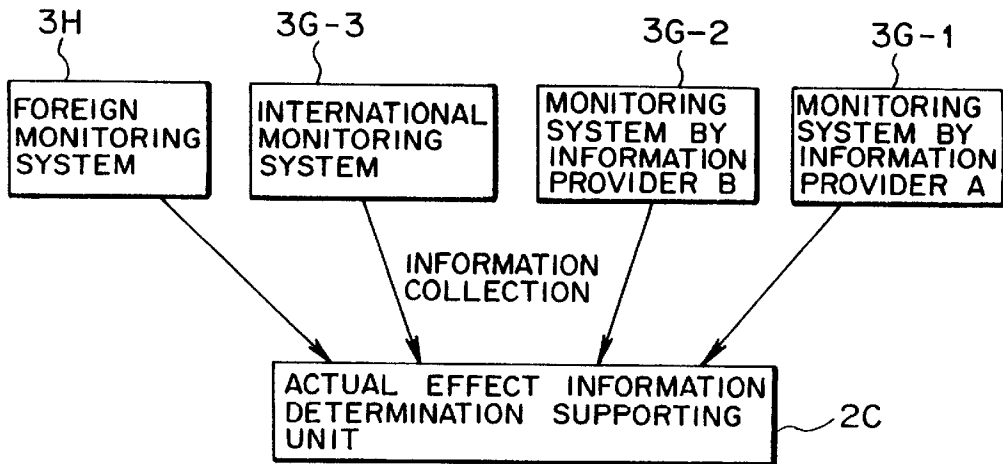 3H
3G-3
3G-2
3G-1
FOREIGN
MONITORING
SYSTEM
INTERNATIONAL
MONITORING
SYSTEM
MONITORING
SYSTEM BY
INFORMATION
PROVIDER B
MONITORING
SYSTEM BY
INFORMATION
PROVIDER A
INFORMATION
COLLECTION
ACTUAL EFFECT INFORMATION
DETERMINATION SUPPORTING
UNIT
2C